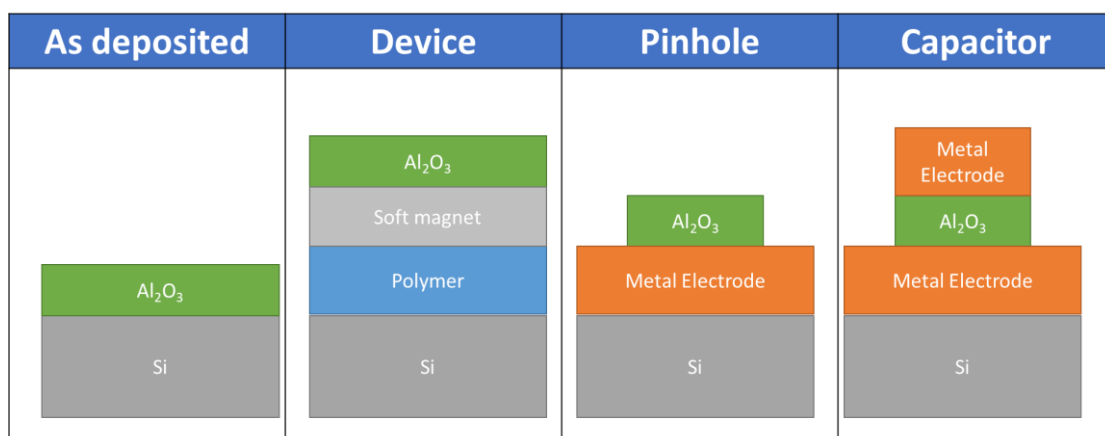 As deposited
Device
Pinhole
Capacitor
Al₂O₃
Si
Al₂O₃
Soft magnet
Polymer
Si
Al₂O₃
Metal Electrode
Si
Metal
Electrode
Al₂O₃
Metal Electrode
Si